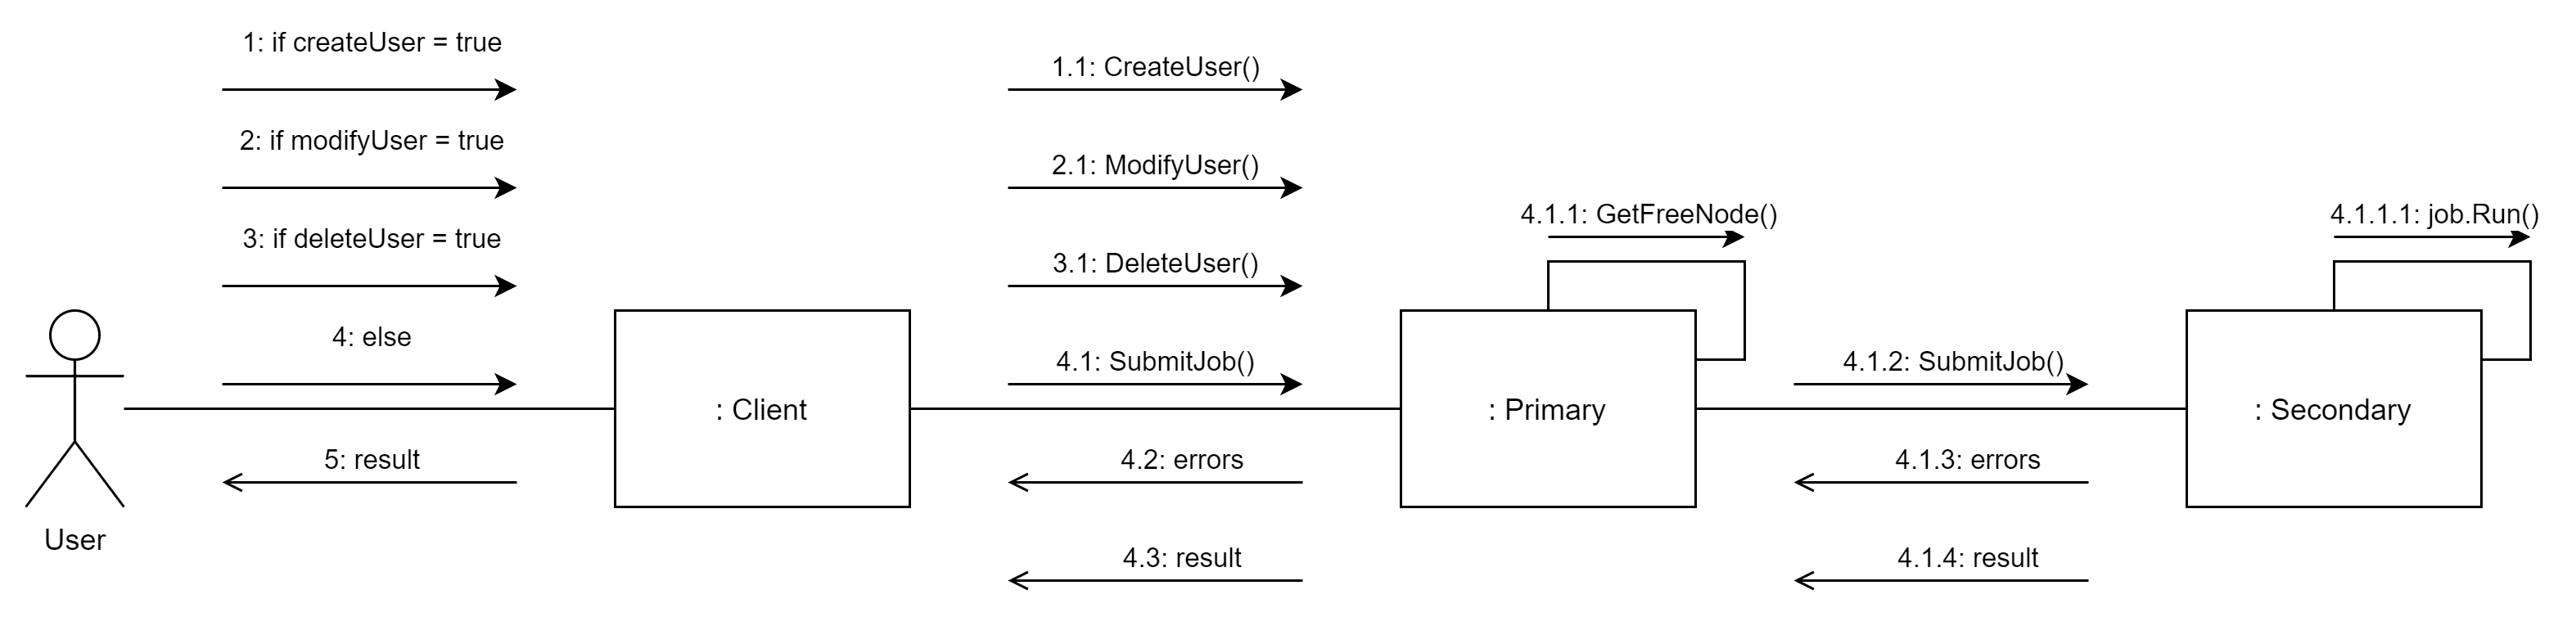 1: if createUser = true
1.1: CreateUser()
2: if modifyUser = true
2.1: ModifyUser()
4.1.1: GetFreeNode()
4.1.1.1: job.Run()
3: if deleteUser = true
3.1: DeleteUser()
4: else
4.1: SubmitJob()
4.1.2: SubmitJob()
: Client
: Primary
: Secondary
5: result
4.2: errors
4.1.3: errors
User
4.3: result
4.1.4: result